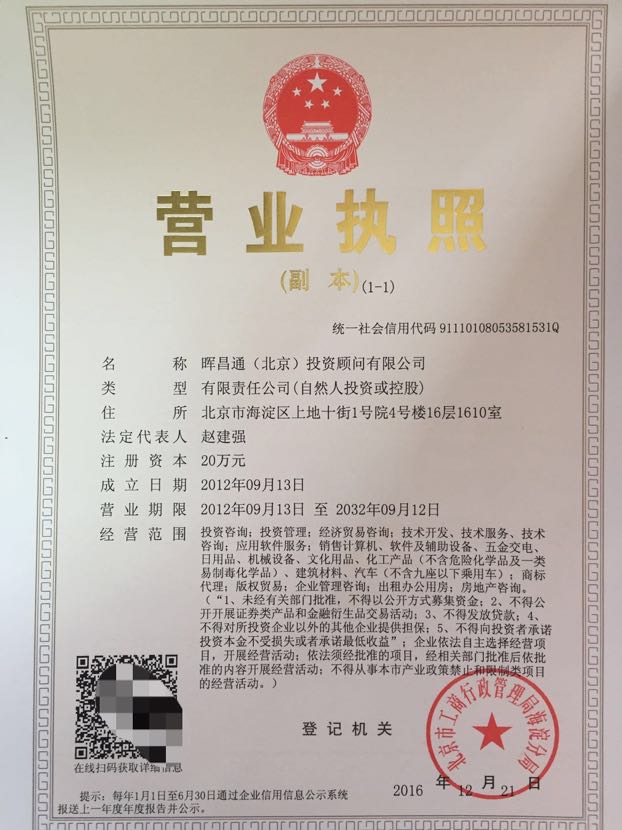 营业执照
(副 本)(1-1)
统一社会信用代码 91110108053581531Q
名 称 晖昌通（北京）投资顾问有限公司
类 型 有限责任公司(自然人投资或控股)
住 所 北京市海淀区上地十街1号院4号楼16层1610室
法定代表人 赵建强
注册资本 20万元
成立日期 2012年09月13日
营业期限 2012年09月13日 至 2032年09月12日
经营范围 投资咨询；投资管理；经济贸易咨询；技术开发、技术服务、技术
咨询；应用软件服务；销售计算机、软件及辅助设备、五金交电、
日用品、机械设备、文化用品、化工产品（不含危险化学品及一类
易制毒化学品）、建筑材料、汽车（不含九座以下乘用车）；商标
代理；版权贸易；企业管理咨询；出租办公用房；房地产咨询。
（“1、未经有关部门批准，不得以公开方式募集资金；2、不得公
开开展证券类产品和金融衍生品交易活动；3、不得发放贷款；4、
不得对所投资企业以外的其他企业提供担保；5、不得向投资者承诺
投资本金不受损失或者承诺最低收益”；企业依法自主选择经营项
目，开展经营活动；依法须经批准的项目，经相关部门批准后依批
准的内容开展经营活动；不得从事本市产业政策禁止和限制类项目
的经营活动。）
在线扫码获取详细信息
登记机关
北京市工商行政管理局海淀分局
2016 年 12 月 21 日
提示：每年1月1日至6月30日通过企业信用信息公示系统
报送上一年度年度报告并公示。